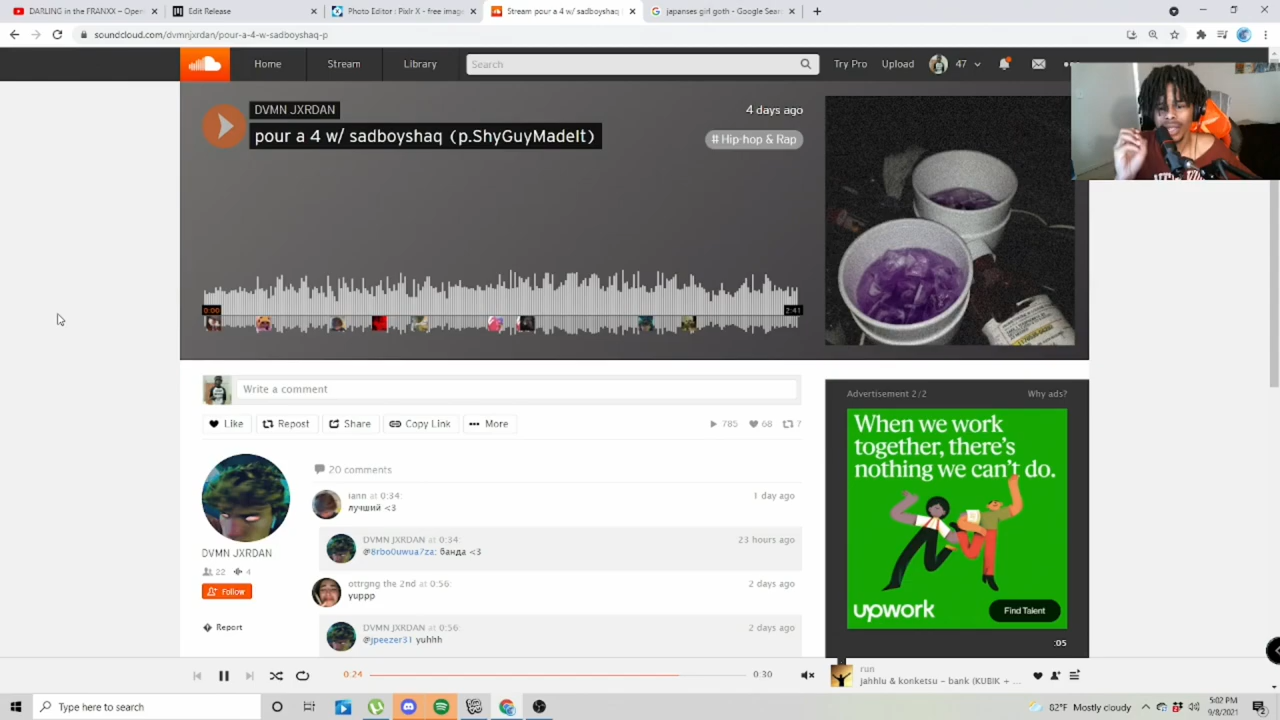 DARLING in the FRANXX – Open
Edit Release
Photo Editor : Pixlr X - free imag
Stream pour a 4 w/ sadboyshaq
japanses girl goth - Google Sear
soundcloud.com/dvmnjxrdan/pour-a-4-w-sadboyshaq-p
Home
Stream
Library
Search
Try Pro
Upload
47
DVMN JXRDAN
4 days ago
pour a 4 w/ sadboyshaq (p.ShyGuyMadeIt)
# Hip-hop & Rap
0:00
2:41
Write a comment
Advertisement 2/2
Why ads?
Like
Repost
Share
Copy Link
More
785
68
7
When we work
together, there's
nothing we can't do.
20 comments
iann at 0:34:
1 day ago
лучший <3
DVMN JXRDAN at 0:34:
23 hours ago
@8rbo0uwua7za: банда <3
DVMN JXRDAN
22
4
ottrgng the 2nd at 0:56:
2 days ago
yuppp
Follow
upwork
Find Talent
Report
DVMN JXRDAN at 0:56:
2 days ago
@jpeezer31 yuhhh
:05
0:24
0:30
run
jahhlu & konketsu - bank (KUBIK + ...
Type here to search
82°F Mostly cloudy
5:02 PM
9/8/2021
2